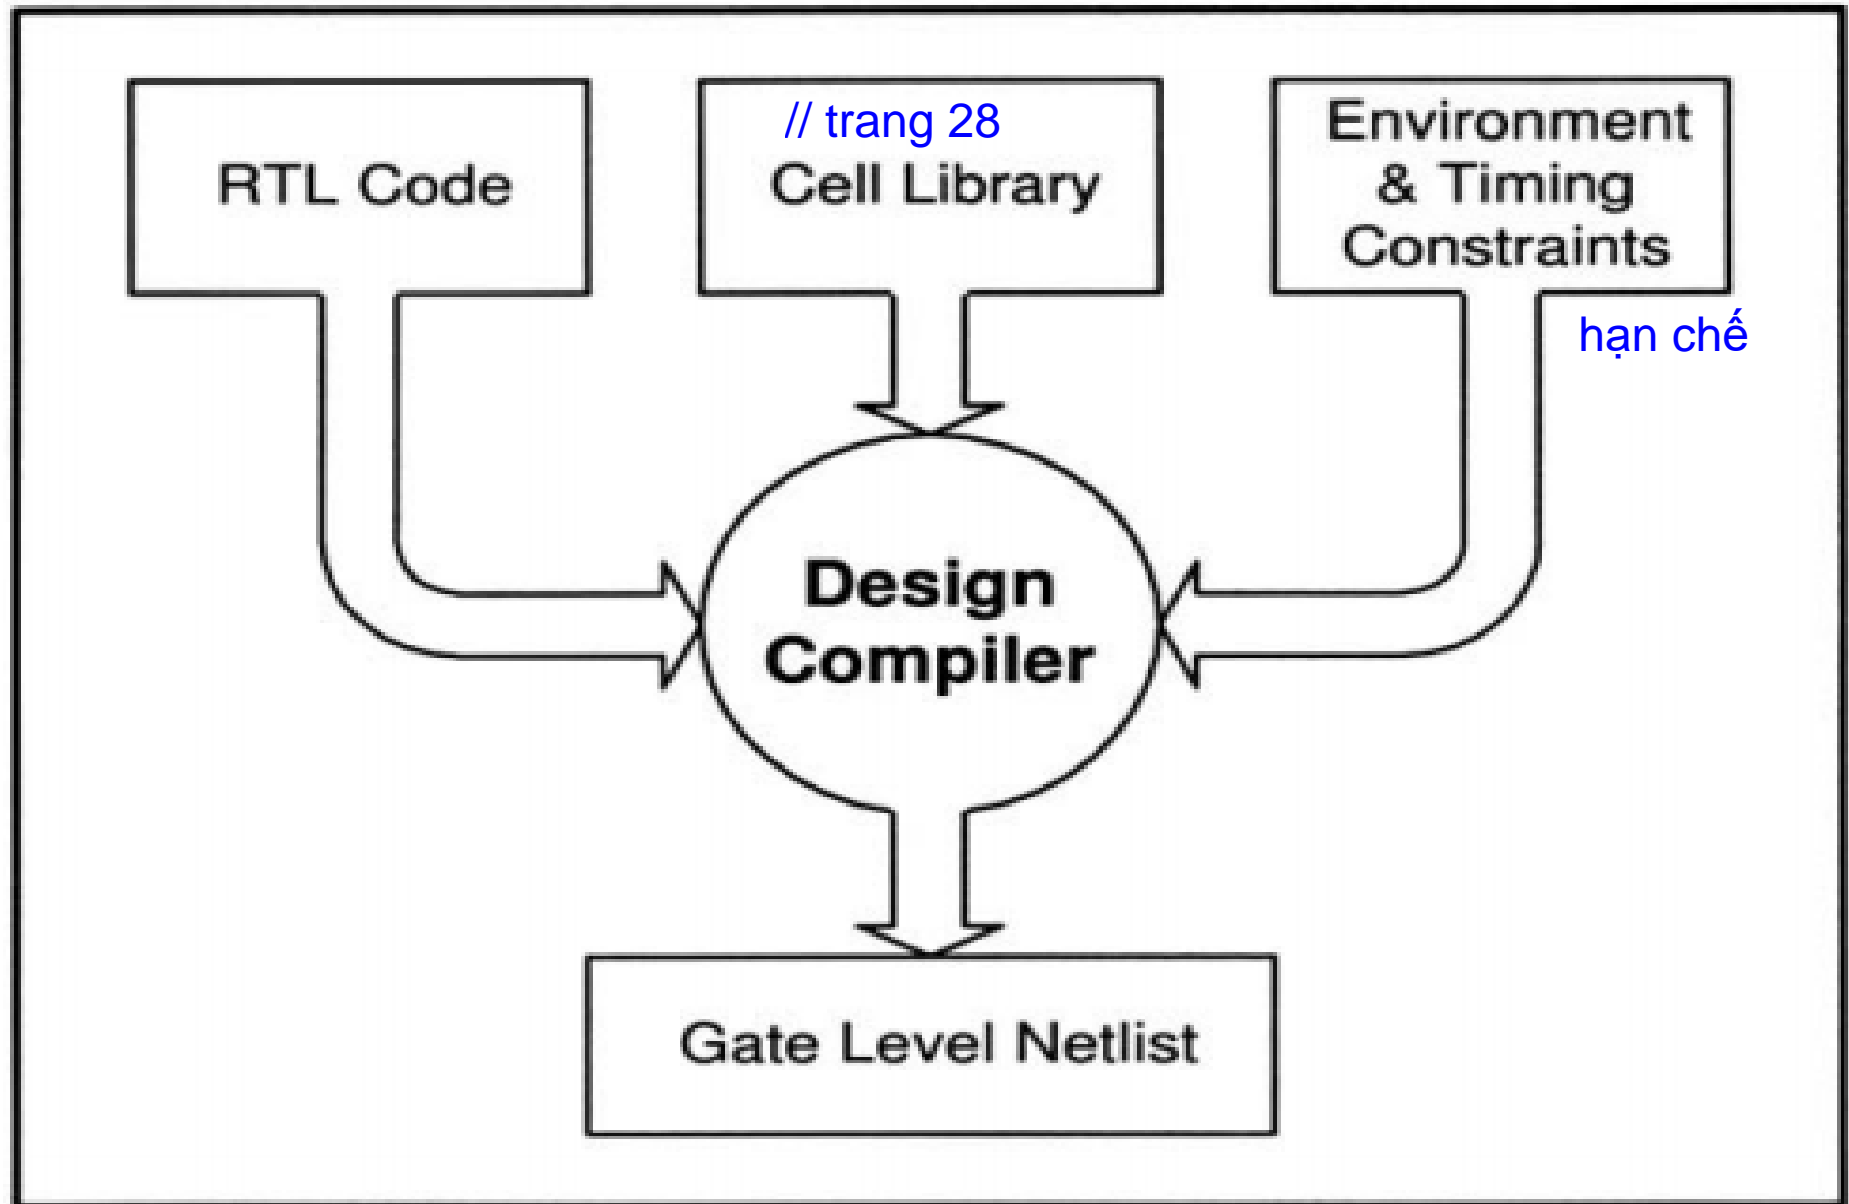 RTL Code
// trang 28
Cell Library
Environment
& Timing
Constraints
hạn chế
Design
Compiler
Gate Level Netlist